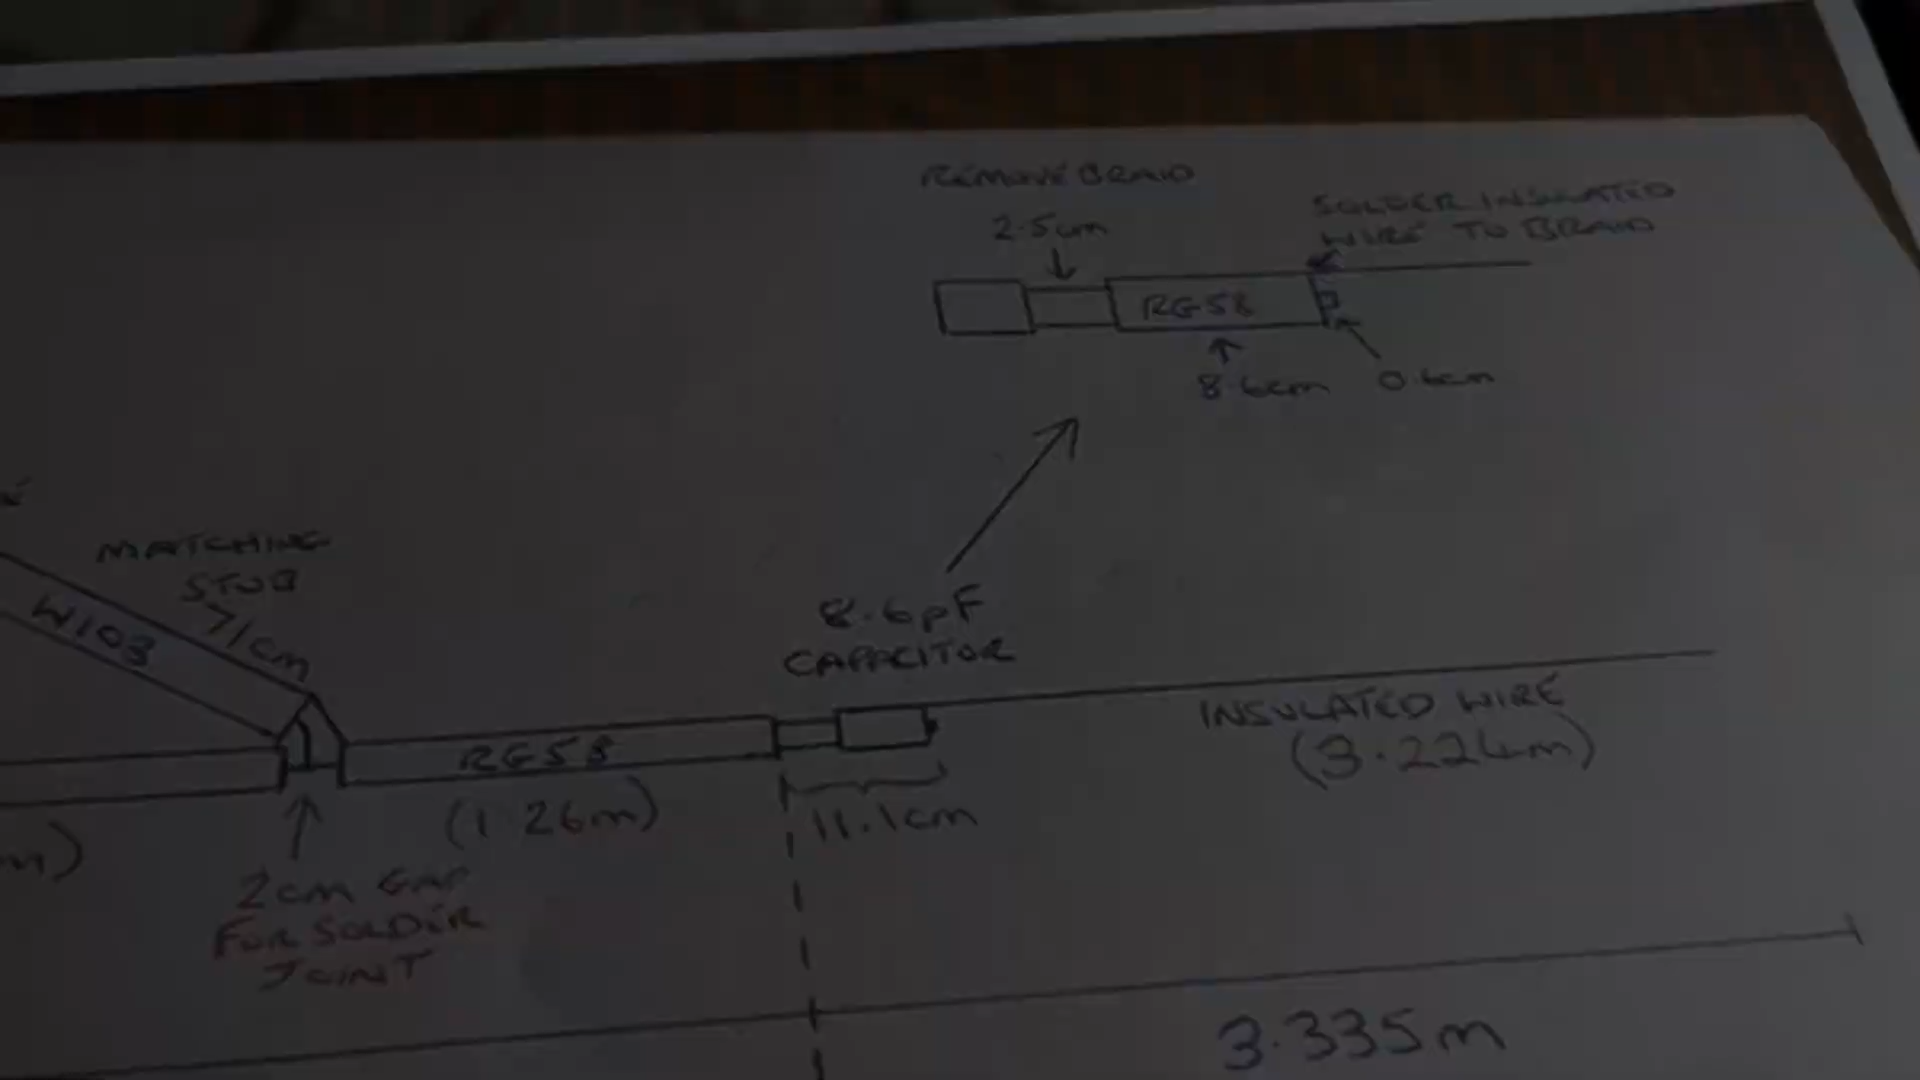 REMOVE BRAID
2.5cm
SOLDER INSULATED
WIRE TO BRAID
RG58
8.6cm
0.6cm
MATCHING
STUB
71cm
W103
8.6pF
CAPACITOR
INSULATED WIRE
(3.224m)
RG58
(1.26m)
11.1cm
m)
2cm GAP
FOR SOLDER
JOINT
3.335m